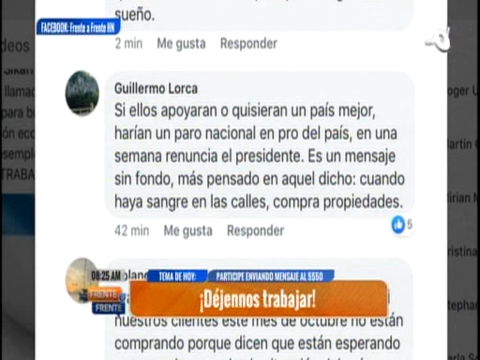 sueño.
FACEBOOK: Frente a Frente HN
2 min Me gusta Responder
Guillermo Lorca
Si ellos apoyaran o quisieran un país mejor,
harían un paro nacional en pro del país, en una
semana renuncia el presidente. Es un mensaje
sin fondo, más pensado en aquel dicho: cuando
haya sangre en las calles, compra propiedades.
5
42 min Me gusta Responder
08:25 AM
TEMA DE HOY: PARTICIPE ENVIANDO MENSAJE AL 5550
FRENTE
FRENTE
¡Déjennos trabajar!
nuestros clientes este mes de octubre no están
comprando porque dicen que están esperando